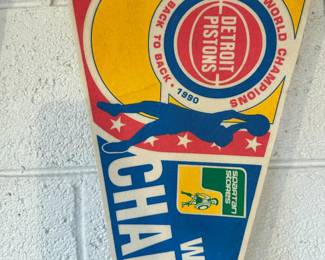 WORLD CHAMPIONS
DETROIT
PISTONS
BACK TO BACK • 1990
SPARTAN
STORES
W
CHA